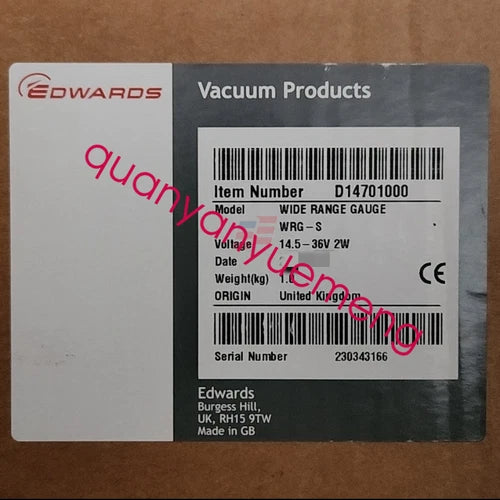 EDWARDS
Vacuum Products
Item Number D14701000
Model WIDE RANGE GAUGE
WRG-S
Voltage 14.5-36V 2W
Date
Weight(kg)
ORIGIN United Kingdom
CE
Serial Number 230343166
Edwards
Burgess Hill,
UK, RH15 9TW
Made in GB
quanyanyuemeng